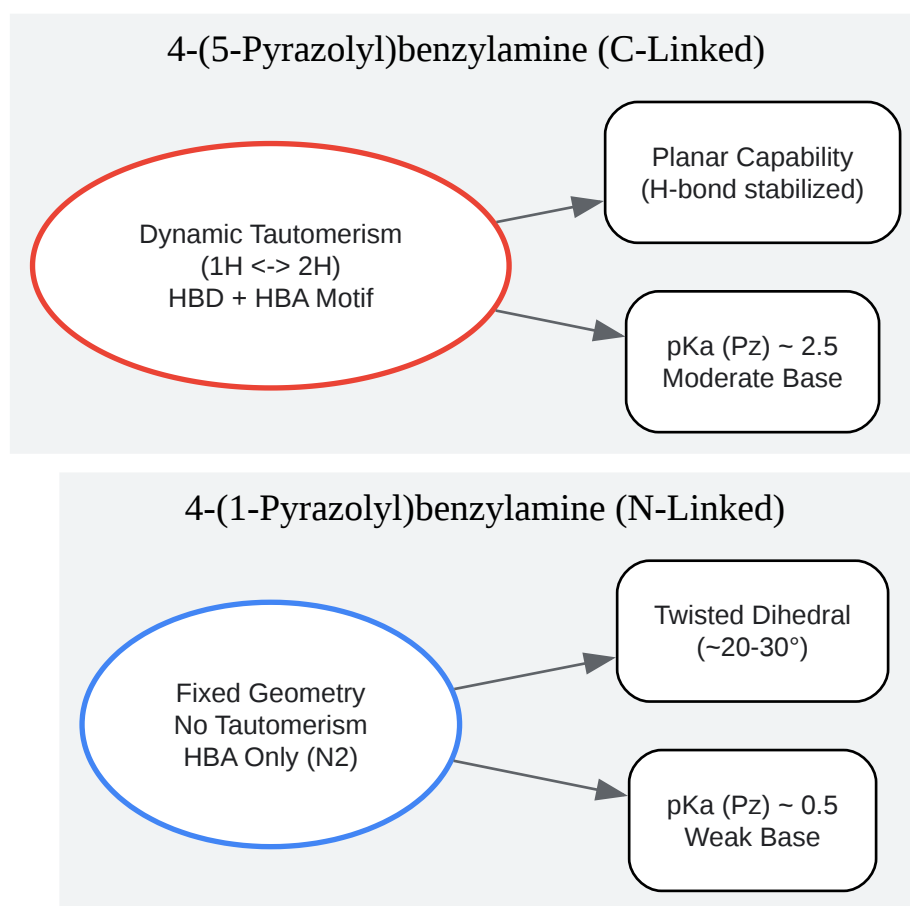 4-(5-Pyrazolyl)benzylamine (C-Linked)
Dynamic Tautomerism
(1H <-> 2H)
HBD + HBA Motif
Planar Capability
(H-bond stabilized)
pKa (Pz) ~ 2.5
Moderate Base
4-(1-Pyrazolyl)benzylamine (N-Linked)
Fixed Geometry
No Tautomerism
HBA Only (N2)
Twisted Dihedral
(~20-30°)
pKa (Pz) ~ 0.5
Weak Base